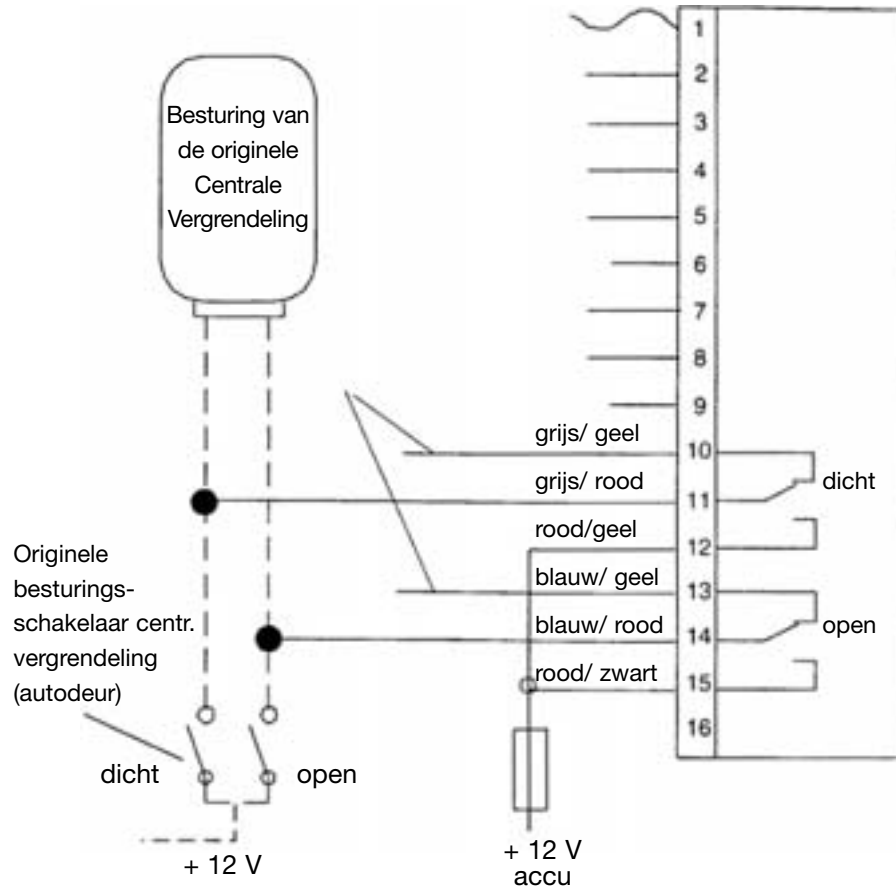 Besturing van
de originele
Centrale
Vergrendeling
1
2
3
4
5
6
7
8
9
grijs/ geel
10
grijs/ rood
11
dicht
rood/geel
12
blauw/ geel
13
blauw/ rood
14
open
rood/ zwart
15
16
Originele
besturings-
schakelaar centr.
vergrendeling
(autodeur)
dicht
open
+ 12 V
+ 12 V
accu